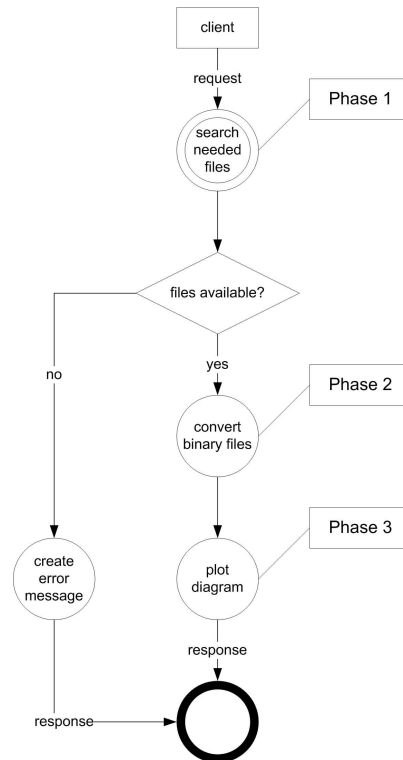 client
request
Phase 1
search
needed
files
files available?
no
yes
Phase 2
convert
binary files
Phase 3
create
error
message
plot
diagram
response
response